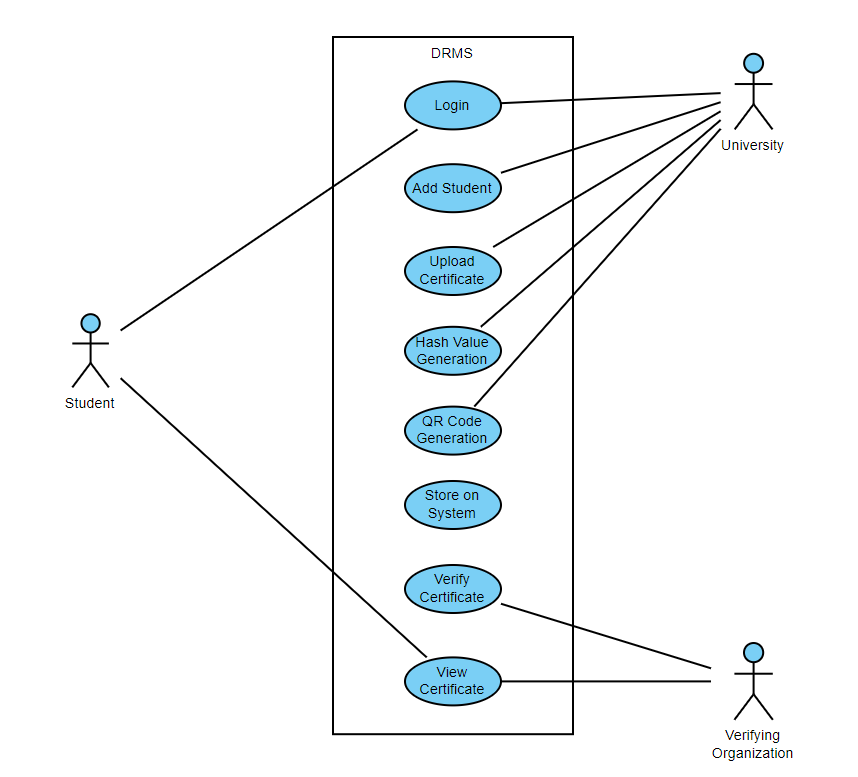 DRMS
Login
University
Add Student
Upload
Certificate
Hash Value
Generation
Student
QR Code
Generation
Store on
System
Verify
Certificate
View
Certificate
Verifying
Organization